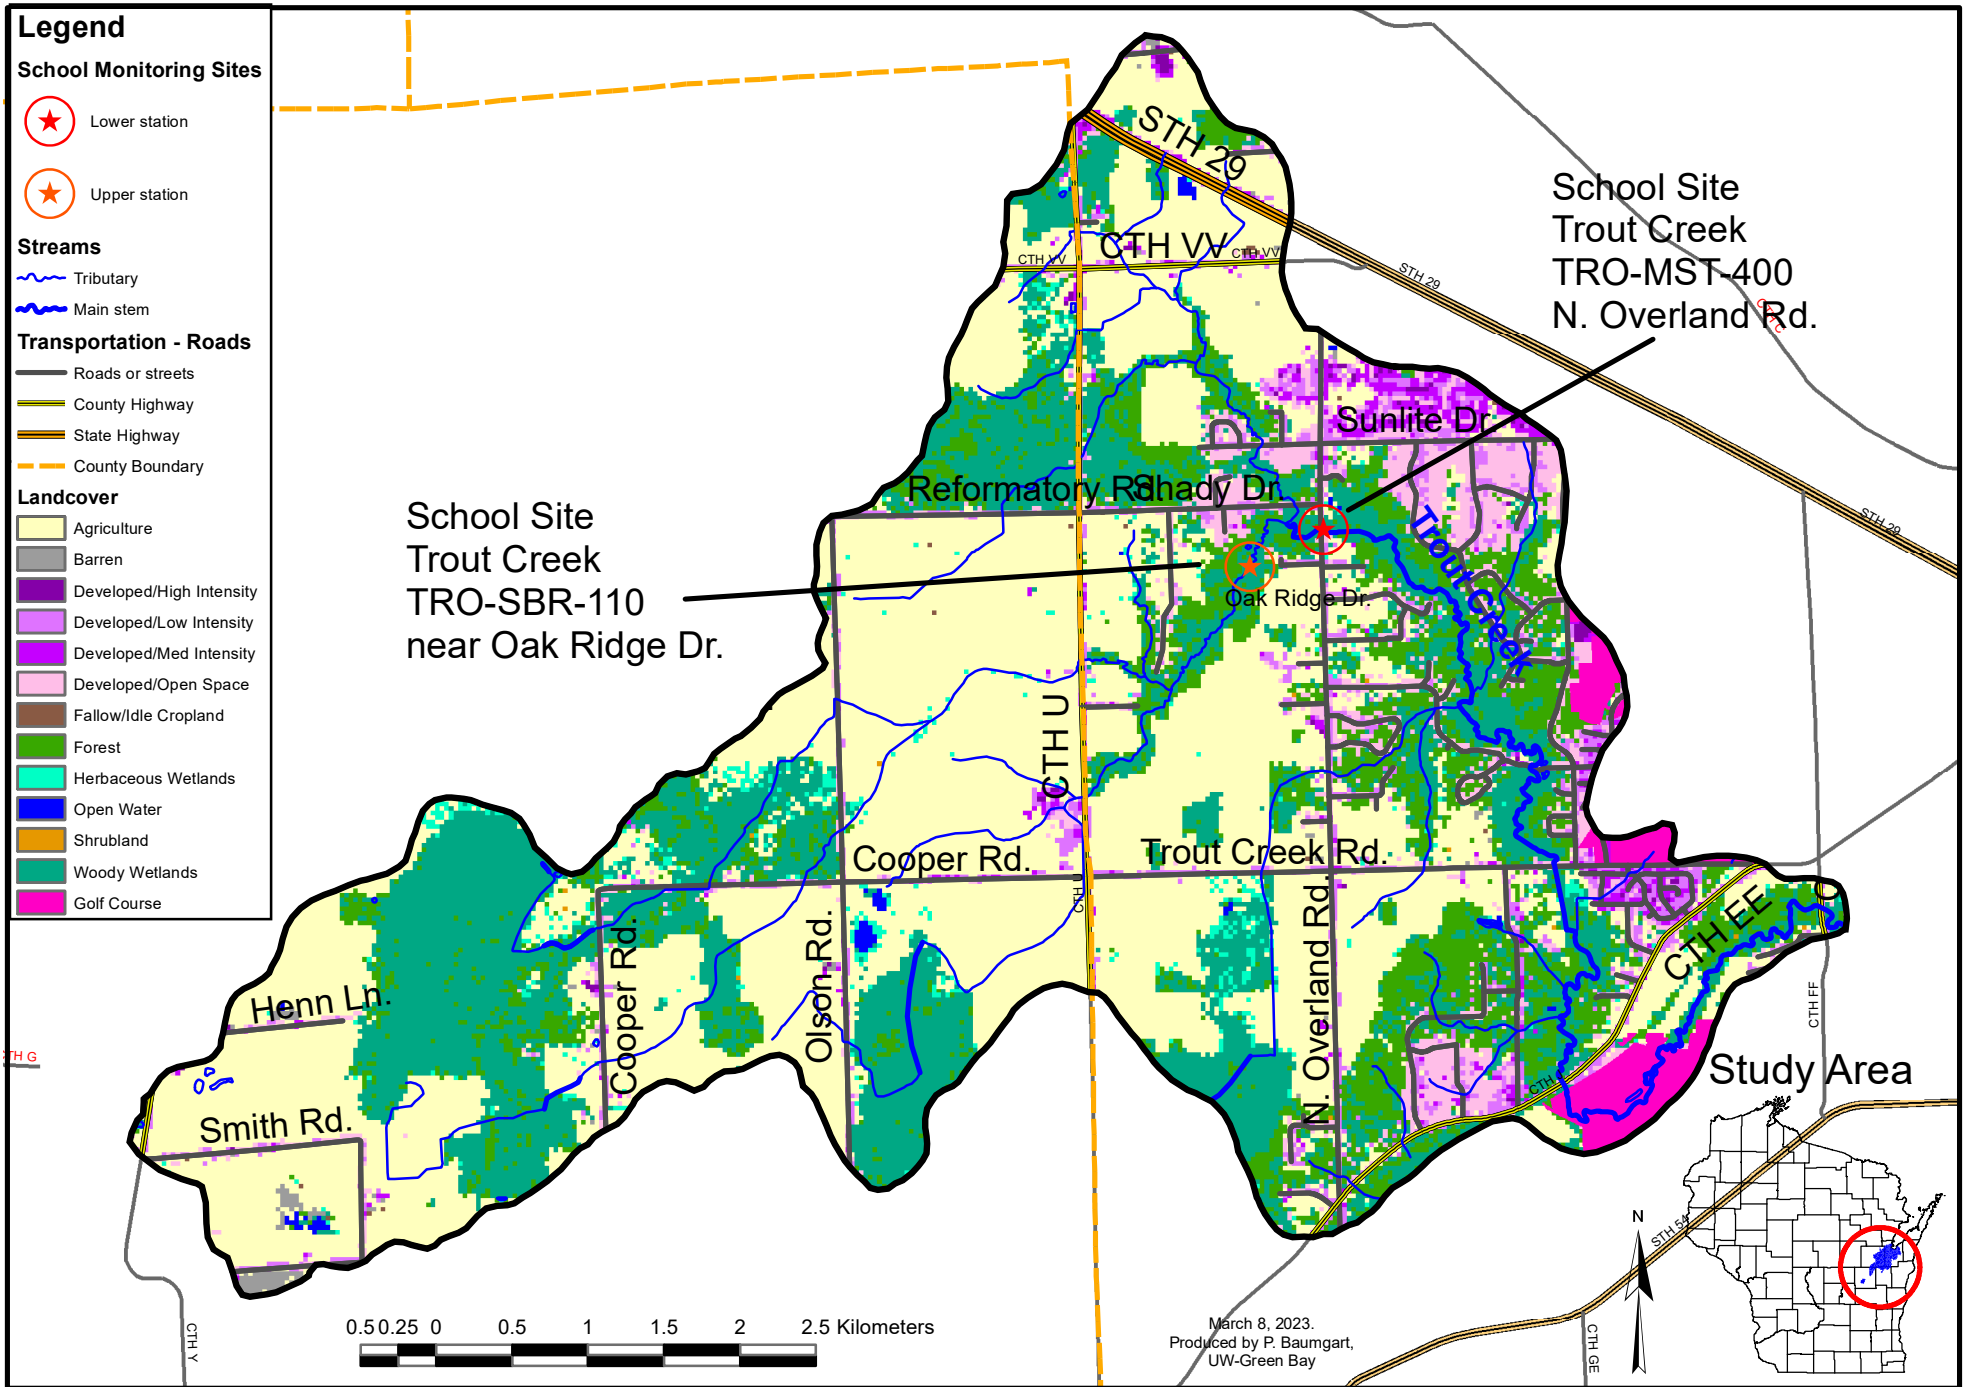 Legend
School Monitoring Sites
Lower station
Upper station
Streams
Tributary
Main stem
Transportation - Roads
Roads or streets
County Highway
State Highway
County Boundary
Landcover
Agriculture
Barren
Developed/High Intensity
Developed/Low Intensity
Developed/Med Intensity
Developed/Open Space
Fallow/Idle Cropland
Forest
Herbaceous Wetlands
Open Water
Shrubland
Woody Wetlands
Golf Course
STH 29
CTH VV
CTH VV
CTH VV
STH 29
CTH C
School Site
Trout Creek
TRO-MST-400
N. Overland Rd.
Sunlite Dr.
Reformatory Rd.
Shady Dr.
STH 29
School Site
Trout Creek
TRO-SBR-110
near Oak Ridge Dr.
Oak Ridge Dr.
Trout Creek
CTH U
Cooper Rd.
Trout Creek Rd.
CTH U
Cooper Rd.
Olson Rd.
N. Overland Rd.
CTH EE
C
CTH FF
Henn Ln.
CTH G
Smith Rd.
CTH
Study Area
CTH Y
STH 54
N
CTH GE
0.5 0.25 0 0.5 1 1.5 2 2.5 Kilometers
March 8, 2023.
Produced by P. Baumgart,
UW-Green Bay